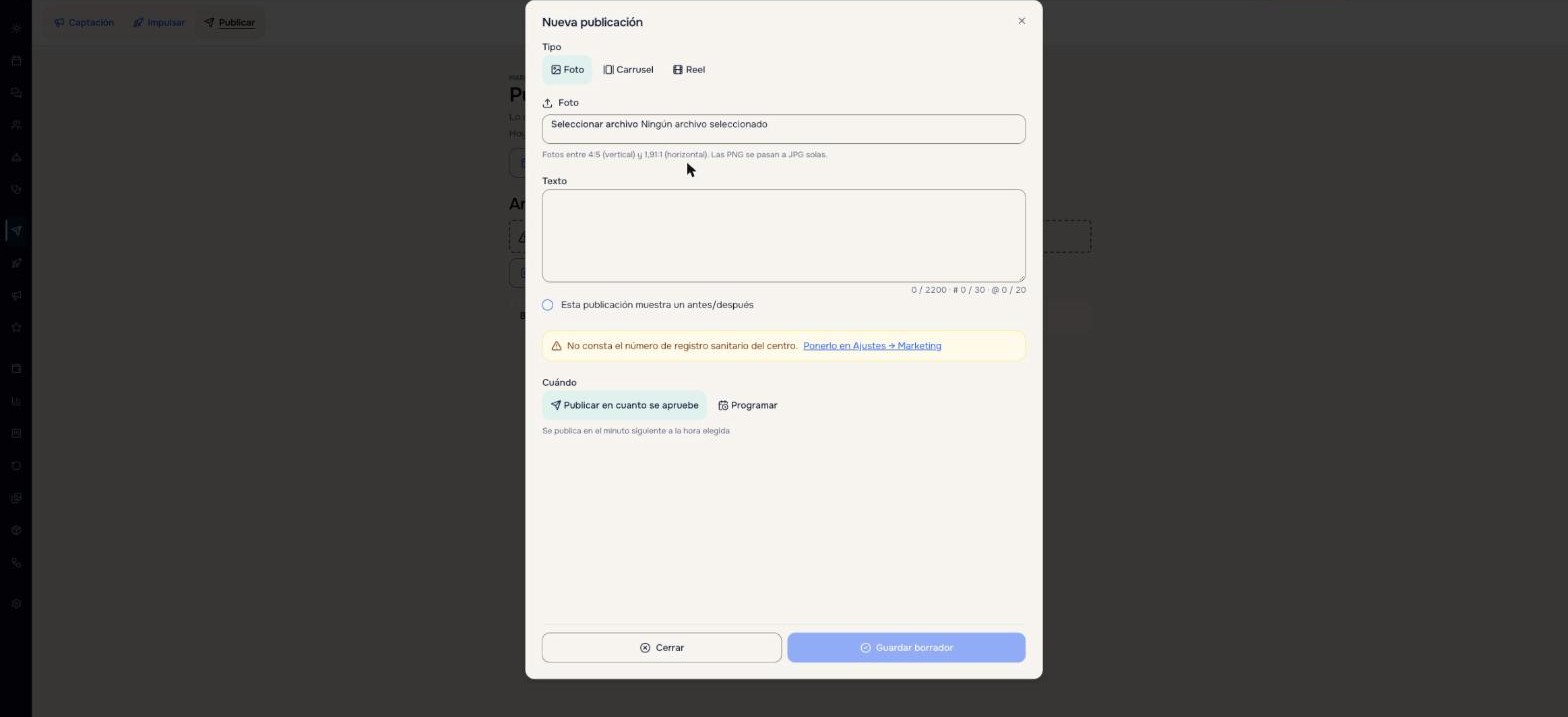 Captación Impulsar Publicar
Nueva publicación
Tipo
Foto Carrusel Reel
Foto
Seleccionar archivo Ningún archivo seleccionado
Fotos entre 4:5 (vertical) y 1,91:1 (horizontal). Las PNG se pasan a JPG solas.
Texto
0 / 2200 · # 0 / 30 · @ 0 / 20
Esta publicación muestra un antes/después
No consta el número de registro sanitario del centro. Ponerlo en Ajustes → Marketing
Cuándo
Publicar en cuanto se apruebe Programar
Se publica en el minuto siguiente a la hora elegida
Cerrar Guardar borrador